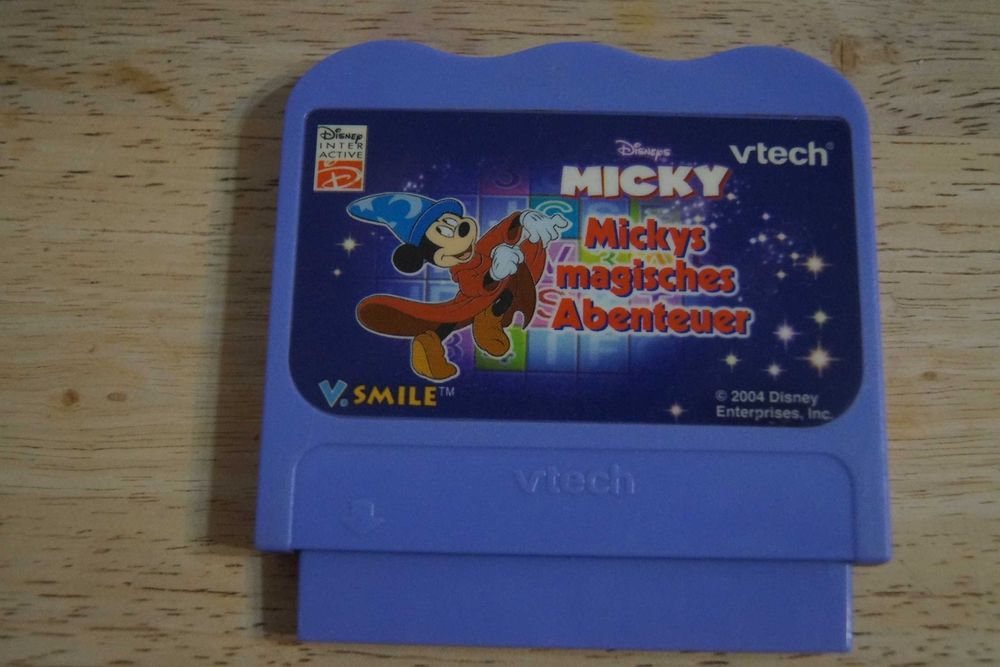 Disney
INTER
ACTIVE
D
Disney's
MICKY
vtech®
Mickys
magisches
Abenteuer
V.SMILE™
© 2004 Disney
Enterprises, Inc.
vtech